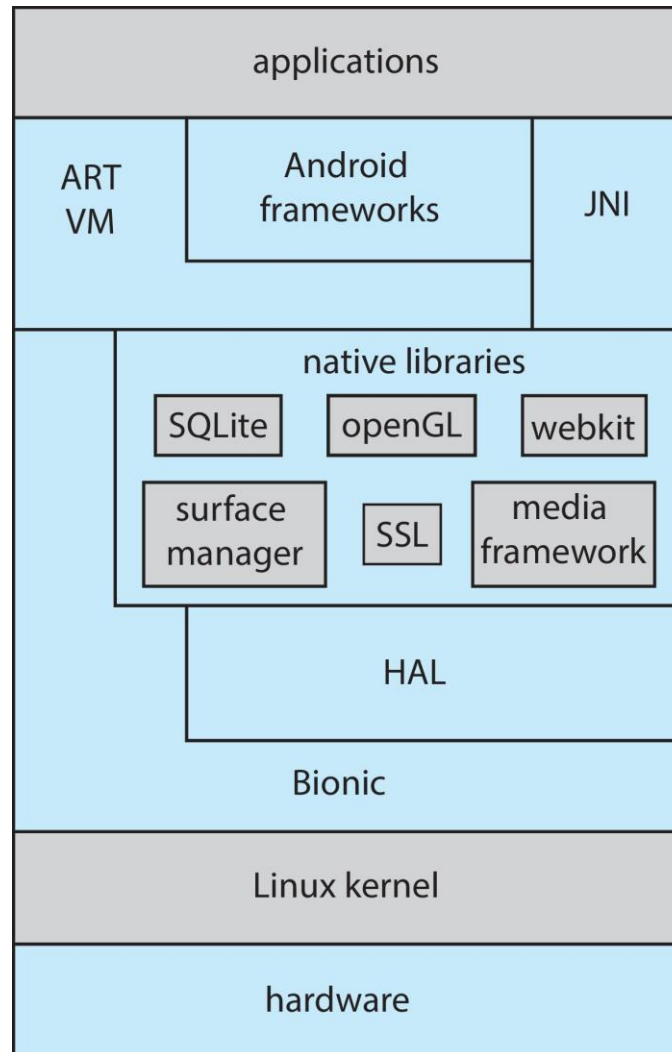 applications
ART
VM
Android
frameworks
JNI
native libraries
SQLite
openGL
webkit
surface
manager
SSL
media
framework
HAL
Bionic
Linux kernel
hardware